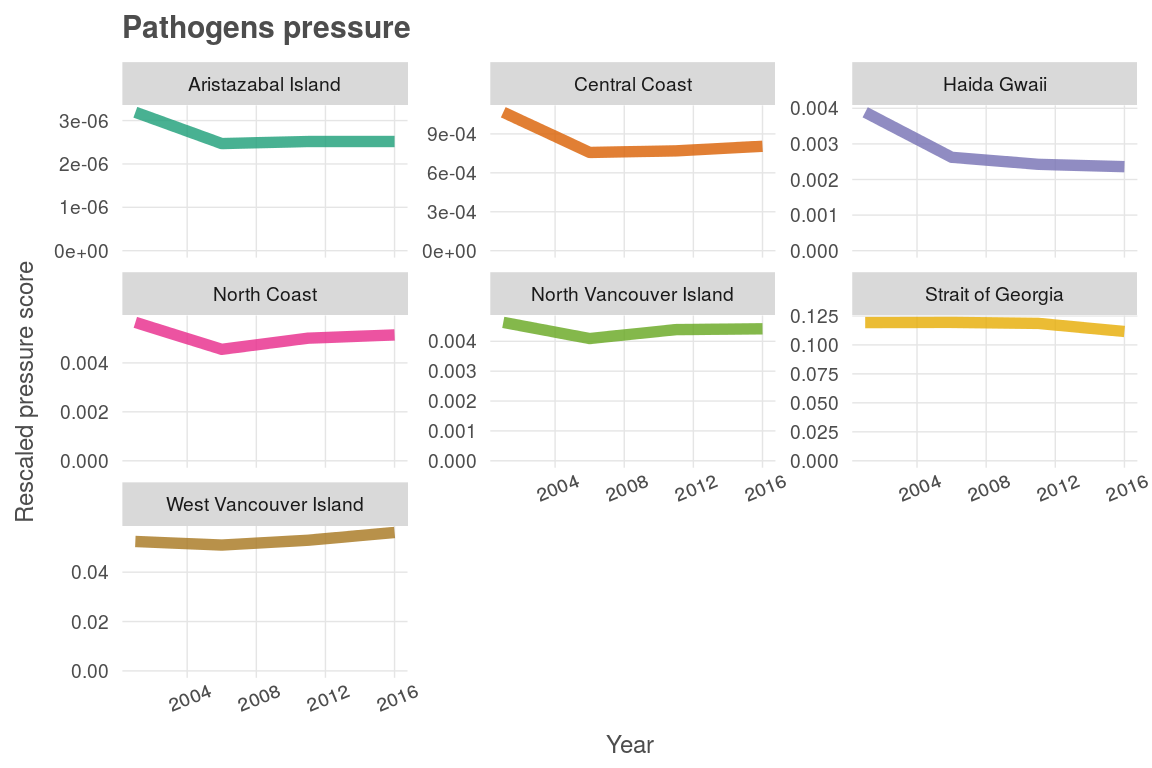 Pathogens pressure
Aristazabal Island
Central Coast
Haida Gwaii
3e-06
2e-06
1e-06
0e+00
9e-04
6e-04
3e-04
0e+00
0.004
0.003
0.002
0.001
0.000
North Coast
North Vancouver Island
Strait of Georgia
0.004
0.002
0.000
0.004
0.003
0.002
0.001
0.000
0.125
0.100
0.075
0.050
0.025
0.000
2004 2008 2012 2016
2004 2008 2012 2016
West Vancouver Island
0.04
0.02
0.00
2004 2008 2012 2016
Rescaled pressure score
Year